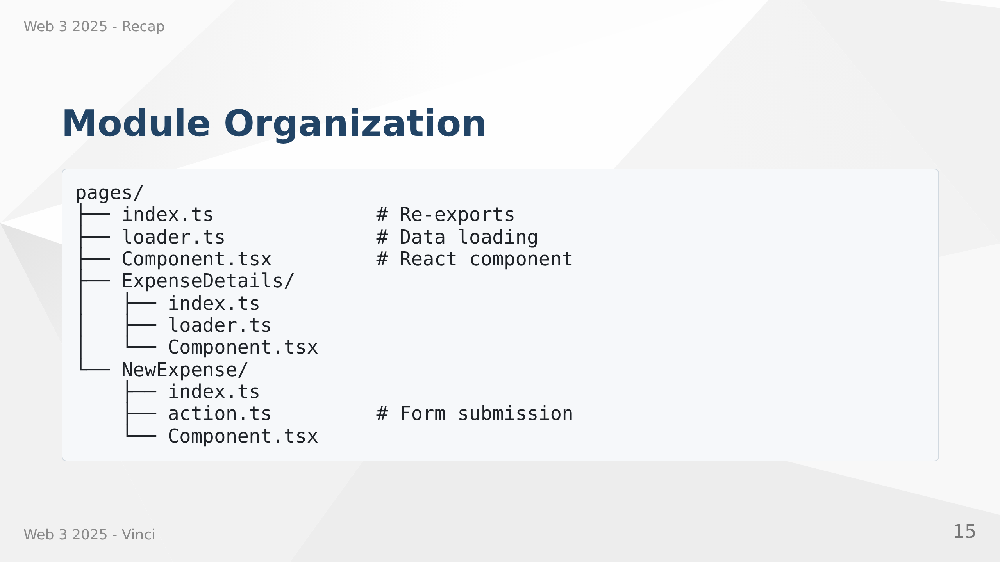 Web 3 2025 - Recap
Module Organization
pages/
├── index.ts              # Re-exports
├── loader.ts             # Data loading
├── Component.tsx         # React component
├── ExpenseDetails/
│   ├── index.ts
│   ├── loader.ts
│   └── Component.tsx
└── NewExpense/
    ├── index.ts
    ├── action.ts         # Form submission
    └── Component.tsx
Web 3 2025 - Vinci
15